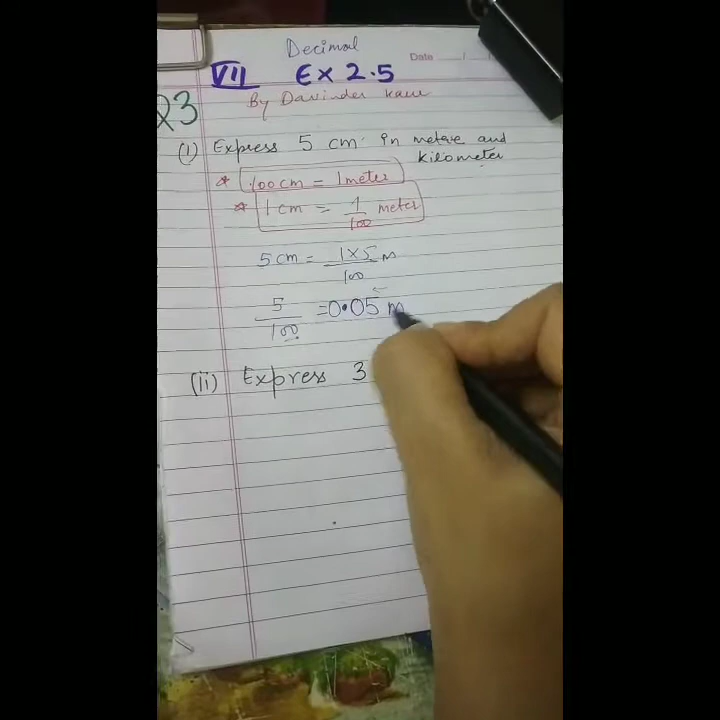 Decimal
Date
VII Ex 2.5
By Davinder Kaur
Q3
(i) Express 5 cm in metre and
kilometer
* 100 cm = 1 meter
* 1 cm = 1/100 meter
5 cm = 1×5/100 m
5/100 = 0.05 m
(ii) Express 3